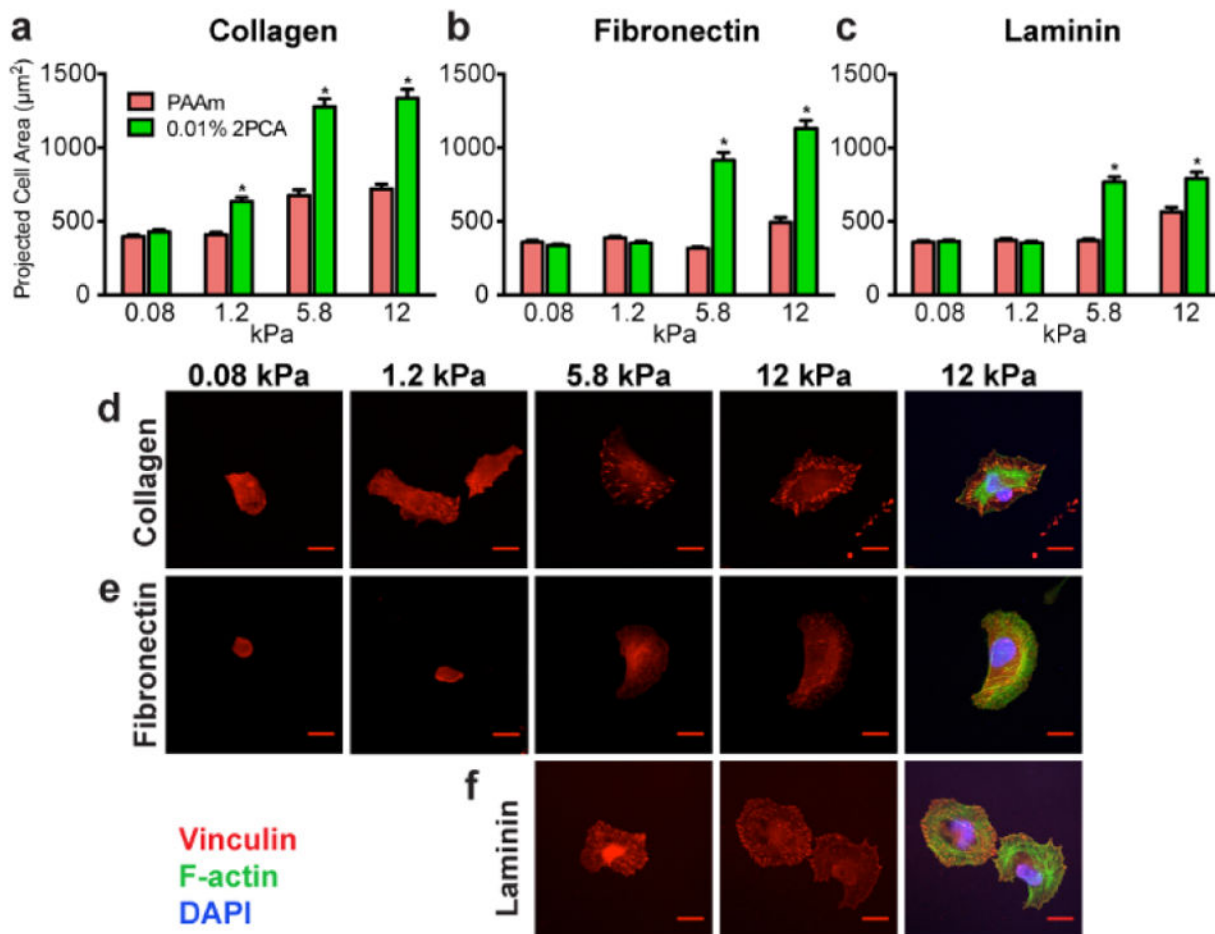 a Collagen
b Fibronectin
c Laminin
Projected Cell Area (µm²)
1500
1000
500
0
PAAm
0.01% 2PCA
* * *
0.08 1.2 5.8 12
kPa
1500
1000
500
0
* *
0.08 1.2 5.8 12
kPa
1500
1000
500
0
* *
0.08 1.2 5.8 12
kPa
0.08 kPa 1.2 kPa 5.8 kPa 12 kPa 12 kPa
d Collagen
e Fibronectin
f Laminin
Vinculin
F-actin
DAPI